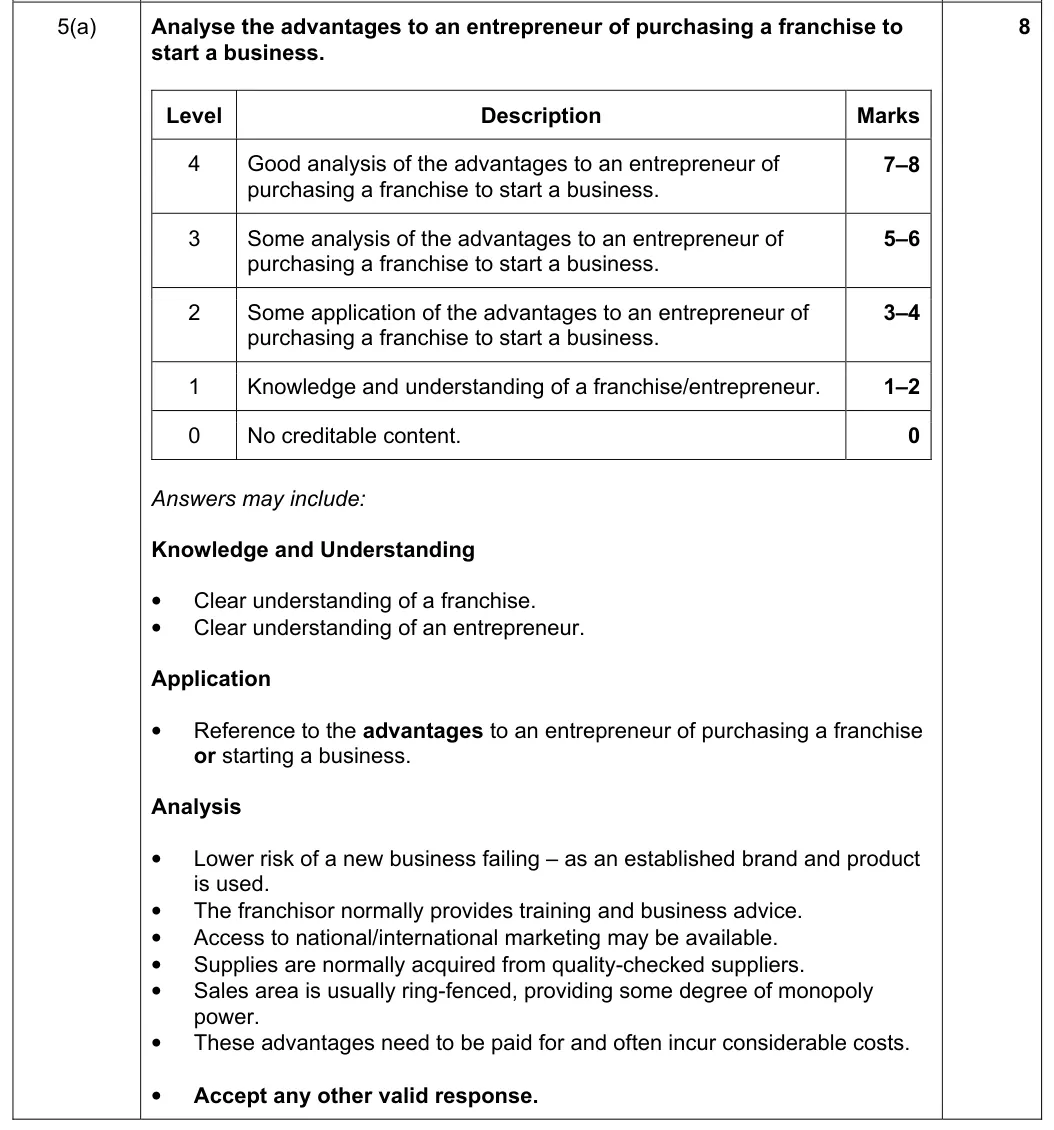 5(a)
Analyse the advantages to an entrepreneur of purchasing a franchise to
start a business.
8
Level Description Marks
4 Good analysis of the advantages to an entrepreneur of
purchasing a franchise to start a business. 7–8
3 Some analysis of the advantages to an entrepreneur of
purchasing a franchise to start a business. 5–6
2 Some application of the advantages to an entrepreneur of
purchasing a franchise to start a business. 3–4
1 Knowledge and understanding of a franchise/entrepreneur. 1–2
0 No creditable content. 0
Answers may include:
Knowledge and Understanding
• Clear understanding of a franchise.
• Clear understanding of an entrepreneur.
Application
• Reference to the advantages to an entrepreneur of purchasing a franchise
or starting a business.
Analysis
• Lower risk of a new business failing – as an established brand and product
is used.
• The franchisor normally provides training and business advice.
• Access to national/international marketing may be available.
• Supplies are normally acquired from quality-checked suppliers.
• Sales area is usually ring-fenced, providing some degree of monopoly
power.
• These advantages need to be paid for and often incur considerable costs.
• Accept any other valid response.